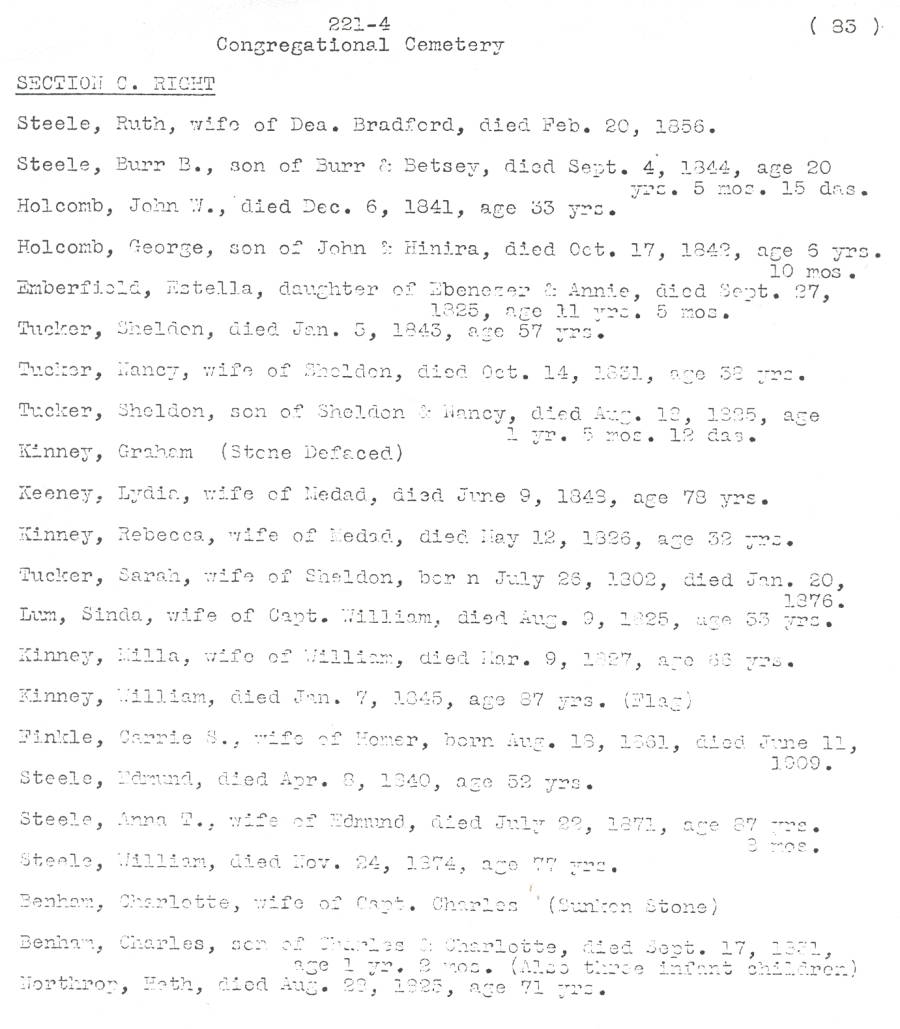 221-4
( 83 )
Congregational Cemetery
SECTION C. RIGHT
Steele, Ruth, wife of Dea. Bradford, died Feb. 20, 1856.
Steele, Burr B., son of Burr & Betsey, died Sept. 4, 1844, age 20
yrs. 5 mos. 15 das.
Holcomb, John W., died Dec. 6, 1841, age 33 yrs.
Holcomb, George, son of John & Hinira, died Oct. 17, 1842, age 6 yrs.
10 mos.
Emberfield, Estella, daughter of Ebenezer & Annie, died Sept. 27,
1825, age 11 yrs. 5 mos.
Tucker, Sheldon, died Jan. 5, 1843, age 57 yrs.
Tucker, Nancy, wife of Sheldon, died Oct. 14, 1831, age 38 yrs.
Tucker, Sheldon, son of Sheldon & Nancy, died Aug. 18, 1825, age
1 yr. 5 mos. 12 das.
Kinney, Graham (Stone Defaced)
Keeney, Lydia, wife of Medad, died June 9, 1848, age 78 yrs.
Kinney, Rebecca, wife of Medad, died May 12, 1826, age 32 yrs.
Tucker, Sarah, wife of Sheldon, bor n July 26, 1802, died Jan. 20,
1876.
Lum, Sinda, wife of Capt. William, died Aug. 9, 1825, age 33 yrs.
Kinney, Milla, wife of William, died Mar. 9, 1827, age 66 yrs.
Kinney, William, died Jan. 7, 1845, age 87 yrs. (Flag)
Finkle, Carrie S., wife of Homer, born Aug. 18, 1861, died June 11,
1909.
Steele, Edmund, died Apr. 8, 1840, age 52 yrs.
Steele, Anna T., wife of Edmund, died July 22, 1871, age 87 yrs.
8 mos.
Steele, William, died Nov. 24, 1874, age 77 yrs.
Benham, Charlotte, wife of Capt. Charles (Sunken Stone)
Benham, Charles, son of Charles & Charlotte, died Sept. 17, 1831,
age 1 yr. 2 mos. (Also three infant children)
Northrop, Heth, died Aug. 29, 1825, age 71 yrs.